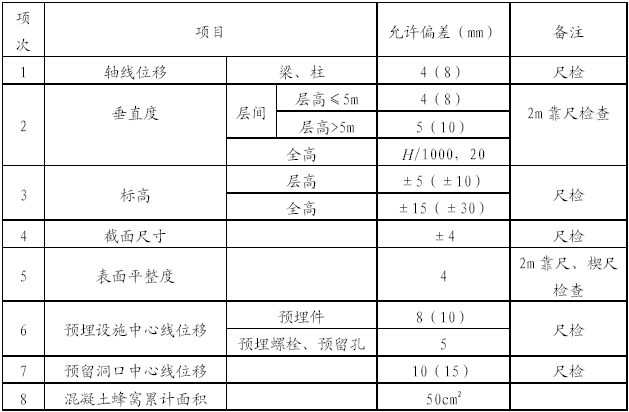 项次 项目 允许偏差（mm） 备注
1 轴线位移 梁、柱 4（8） 尺检
2 垂直度 层间 层高≤5m 4（8） 2m 靠尺检查
层高>5m 5（10）
全高 H/1000，20
3 标高 层高 ±5（±10） 尺检
全高 ±15（±30）
4 截面尺寸 ±4 尺检
5 表面平整度 4 2m 靠尺、楔尺检查
6 预埋设施中心线位移 预埋件 8（10） 尺检
预埋螺栓、预留孔 5
7 预留洞口中心线位移 10（15） 尺检
8 混凝土蜂窝累计面积 50cm²